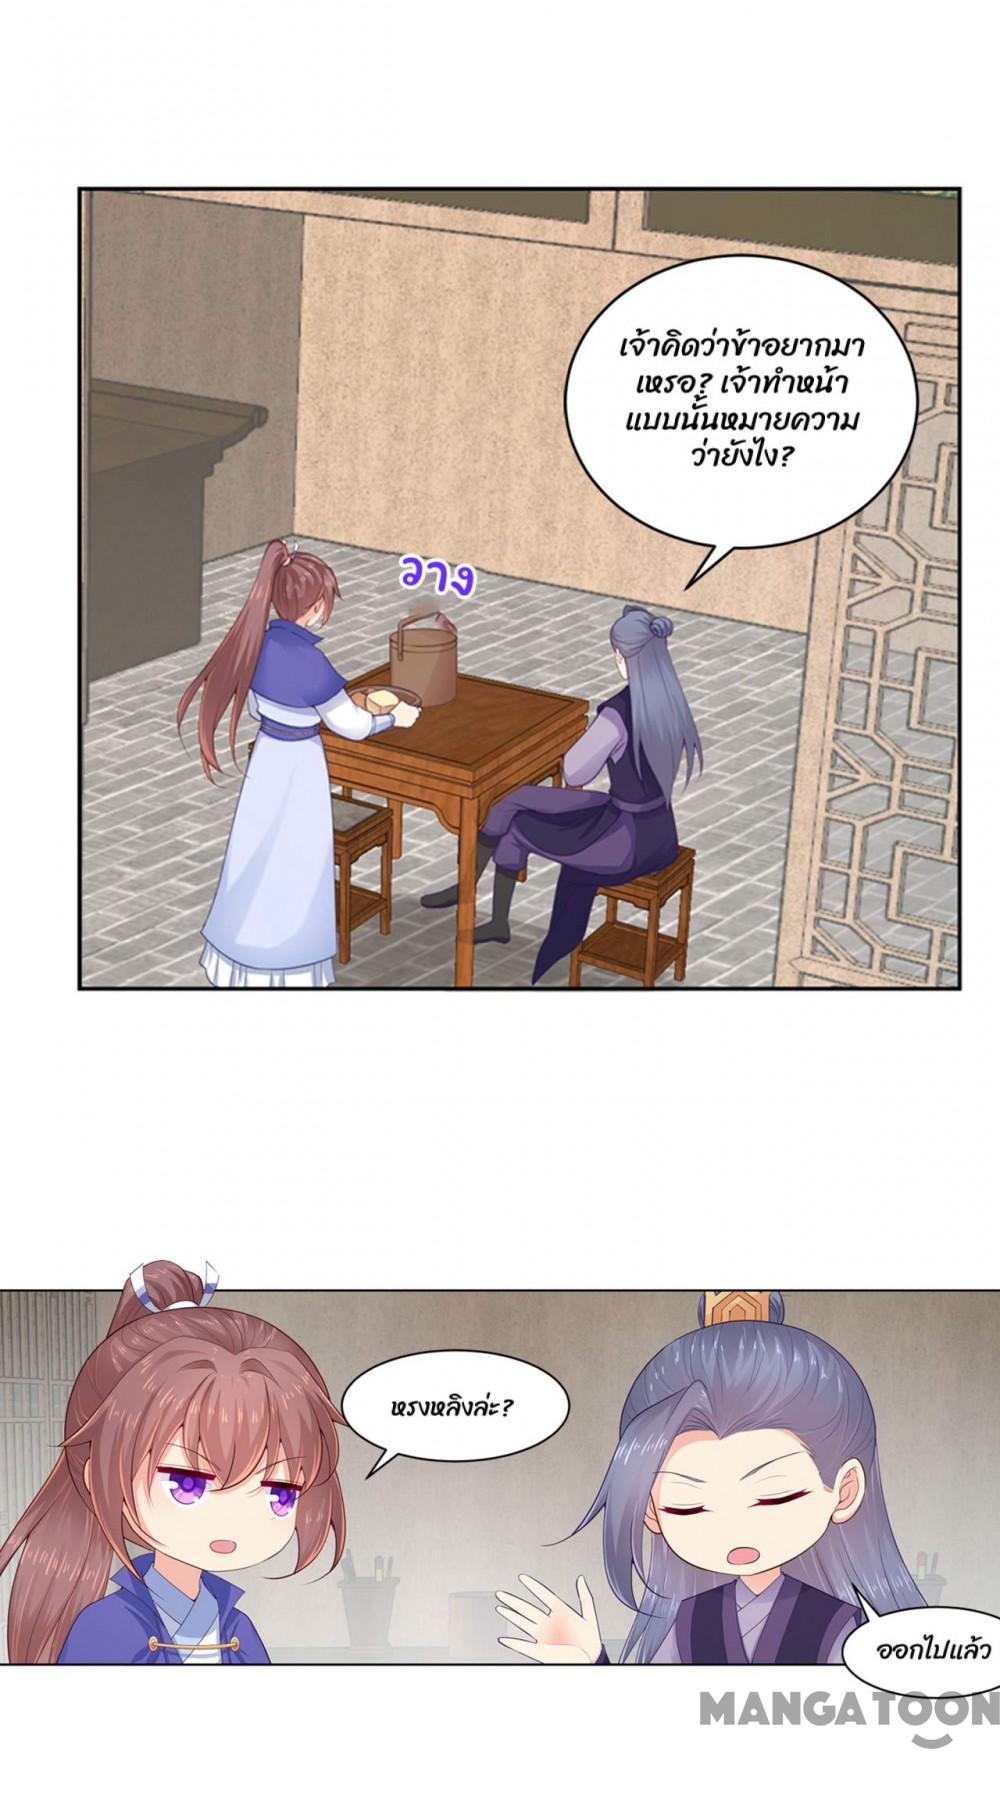 เจ้าคิดว่าข้าอยากมา
เหรอ? เจ้าทำหน้า
แบบนั้นหมายความ
ว่ายังไง?
วาง
หรงหลิงล่ะ?
ออกไปแล้ว
MANGATOON